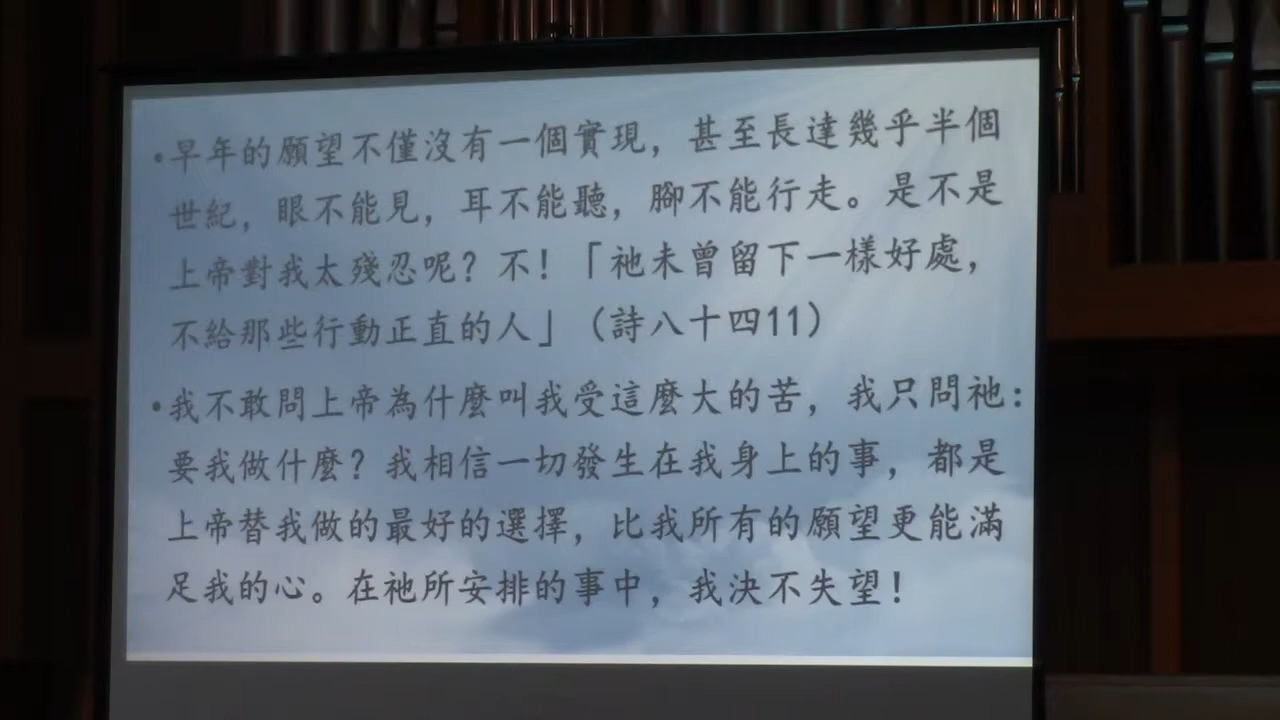 •早年的願望不僅沒有一個實現，甚至長達幾乎半個
世紀，眼不能見，耳不能聽，腳不能行走。是不是
上帝對我太殘忍呢？不！「祂未曾留下一樣好處，
不給那些行動正直的人」（詩八十四11）
•我不敢問上帝為什麼叫我受這麼大的苦，我只問祂：
要我做什麼？我相信一切發生在我身上的事，都是
上帝替我做的最好的選擇，比我所有的願望更能滿
足我的心。在祂所安排的事中，我決不失望！